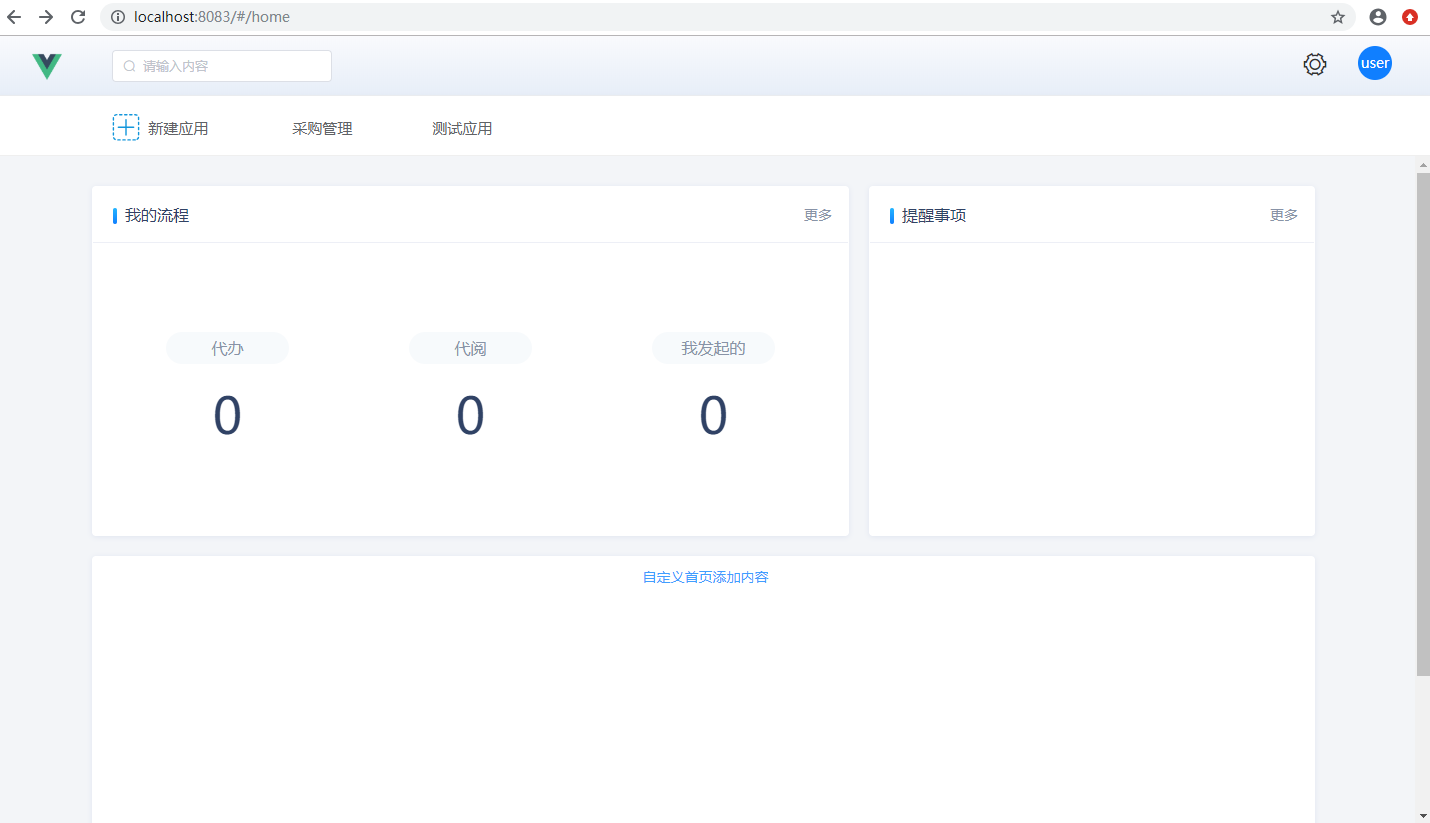 localhost:8083/#/home
请输入内容
user
新建应用 采购管理 测试应用
我的流程 更多
提醒事项 更多
代办 代阅 我发起的
0 0 0
自定义首页添加内容